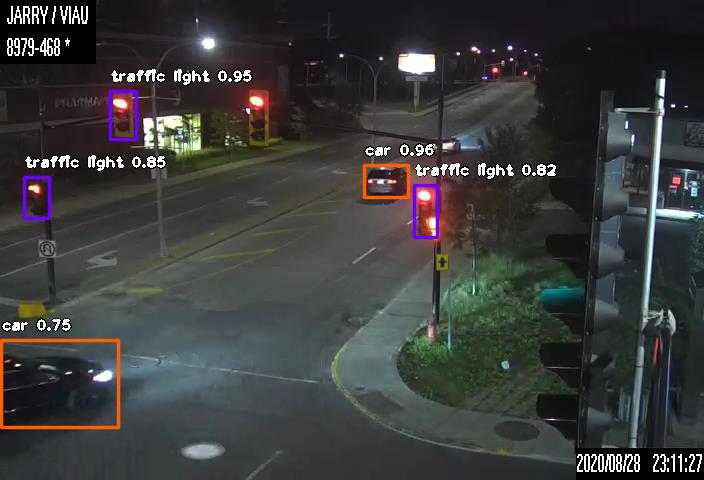 JARRY / VIAU
8979-468 *
traffic light 0.95
PHARMA
traffic light 0.85
car 0.96
traffic light 0.82
car 0.75
2020/08/28 23:11:27